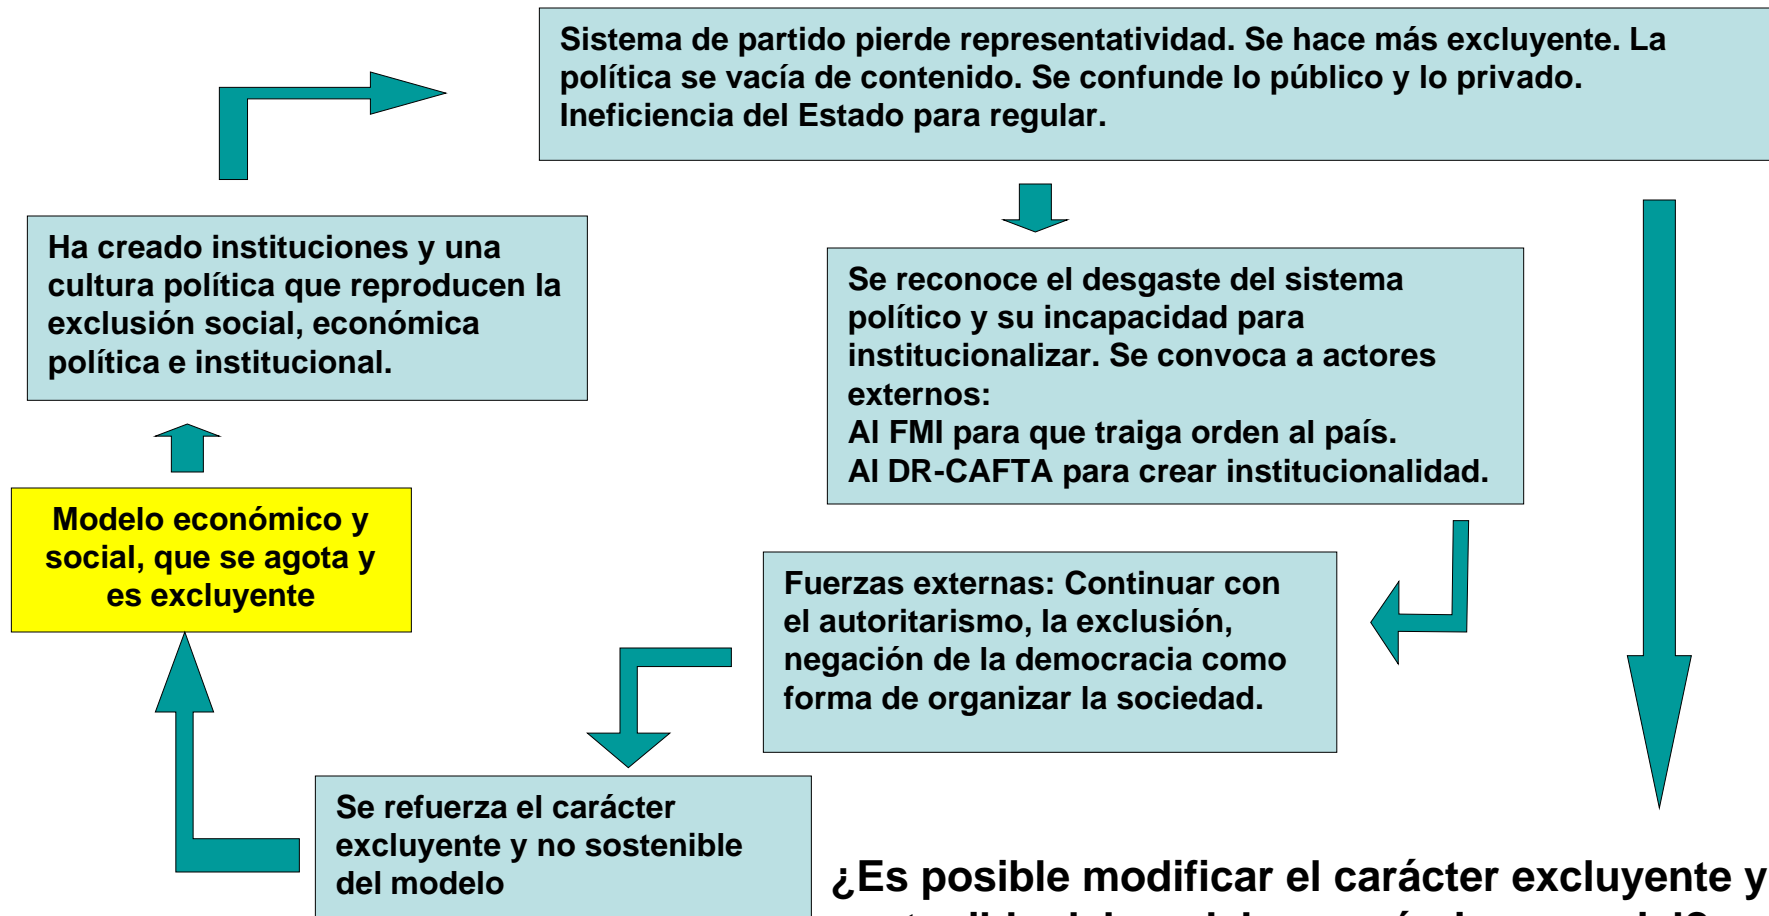 Sistema de partido pierde representatividad. Se hace más excluyente. La
política se vacía de contenido. Se confunde lo público y lo privado.
Ineficiencia del Estado para regular.
Ha creado instituciones y una
cultura política que reproducen la
exclusión social, económica
política e institucional.
Se reconoce el desgaste del sistema
político y su incapacidad para
institucionalizar. Se convoca a actores
externos:
Al FMI para que traiga orden al país.
Al DR-CAFTA para crear institucionalidad.
Modelo económico y
social, que se agota y
es excluyente
Fuerzas externas: Continuar con
el autoritarismo, la exclusión,
negación de la democracia como
forma de organizar la sociedad.
Se refuerza el carácter
excluyente y no sostenible
del modelo
¿Es posible modificar el carácter excluyente y